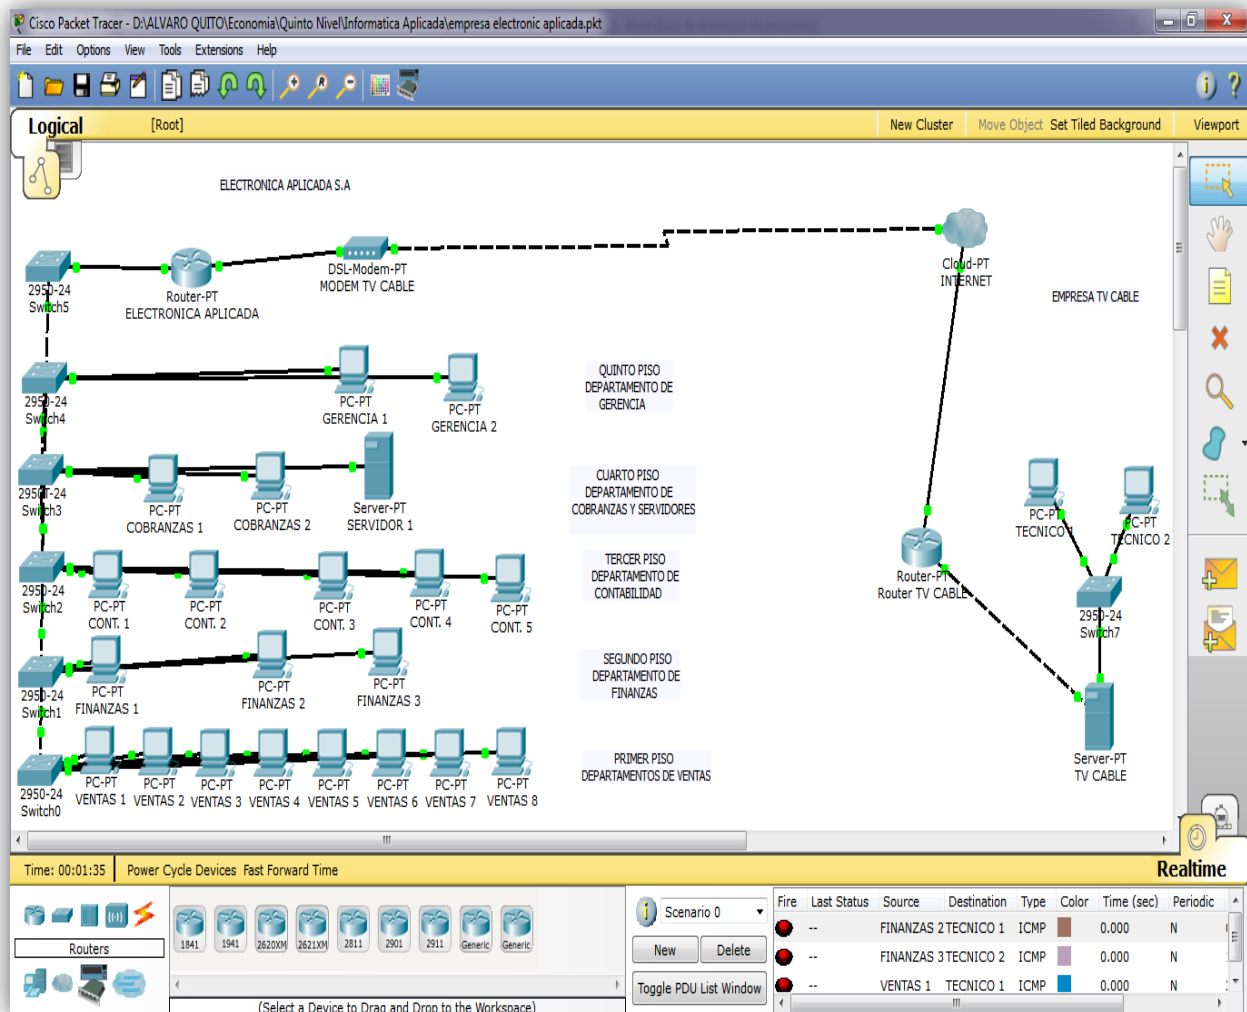 Cisco Packet Tracer - D:\ALVARO QUITO\Economia\Quinto Nivel\Informatica Aplicada\empresa electronic aplicada.pkt
File Edit Options View Tools Extensions Help
Logical [Root] New Cluster Move Object Set Tiled Background Viewport
ELECTRONICA APLICADA S.A
2950-24
Switch5
Router-PT
ELECTRONICA APLICADA
DSL-Modem-PT
MODEM TV CABLE
Cloud-PT
INTERNET
EMPRESA TV CABLE
2950-24
Switch4
PC-PT
GERENCIA 1
PC-PT
GERENCIA 2
QUINTO PISO
DEPARTAMENTO DE
GERENCIA
2950T-24
Switch3
PC-PT
COBRANZAS 1
PC-PT
COBRANZAS 2
Server-PT
SERVIDOR 1
CUARTO PISO
DEPARTAMENTO DE
COBRANZAS Y SERVIDORES
PC-PT
TECNICO 1
PC-PT
TECNICO 2
2950-24
Switch2
PC-PT
CONT. 1
PC-PT
CONT. 2
PC-PT
CONT. 3
PC-PT
CONT. 4
PC-PT
CONT. 5
TERCER PISO
DEPARTAMENTO DE
CONTABILIDAD
Router-PT
Router TV CABLE
2950-24
Switch7
2950-24
Switch1
PC-PT
FINANZAS 1
PC-PT
FINANZAS 2
PC-PT
FINANZAS 3
SEGUNDO PISO
DEPARTAMENTO DE
FINANZAS
2950-24
Switch0
PC-PT
VENTAS 1
PC-PT
VENTAS 2
PC-PT
VENTAS 3
PC-PT
VENTAS 4
PC-PT
VENTAS 5
PC-PT
VENTAS 6
PC-PT
VENTAS 7
PC-PT
VENTAS 8
PRIMER PISO
DEPARTAMENTOS DE VENTAS
Server-PT
TV CABLE
Time: 00:01:35 Power Cycle Devices Fast Forward Time
Realtime
Routers
1841 1941 2620XM 2621XM 2811 2901 2911 Generic Generic
(Select a Device to Drag and Drop to the Workspace)
Scenario 0
New Delete
Toggle PDU List Window
Fire Last Status Source Destination Type Color Time (sec) Periodic
-- FINANZAS 2 TECNICO 1 ICMP 0.000 N
-- FINANZAS 3 TECNICO 2 ICMP 0.000 N
-- VENTAS 1 TECNICO 1 ICMP 0.000 N